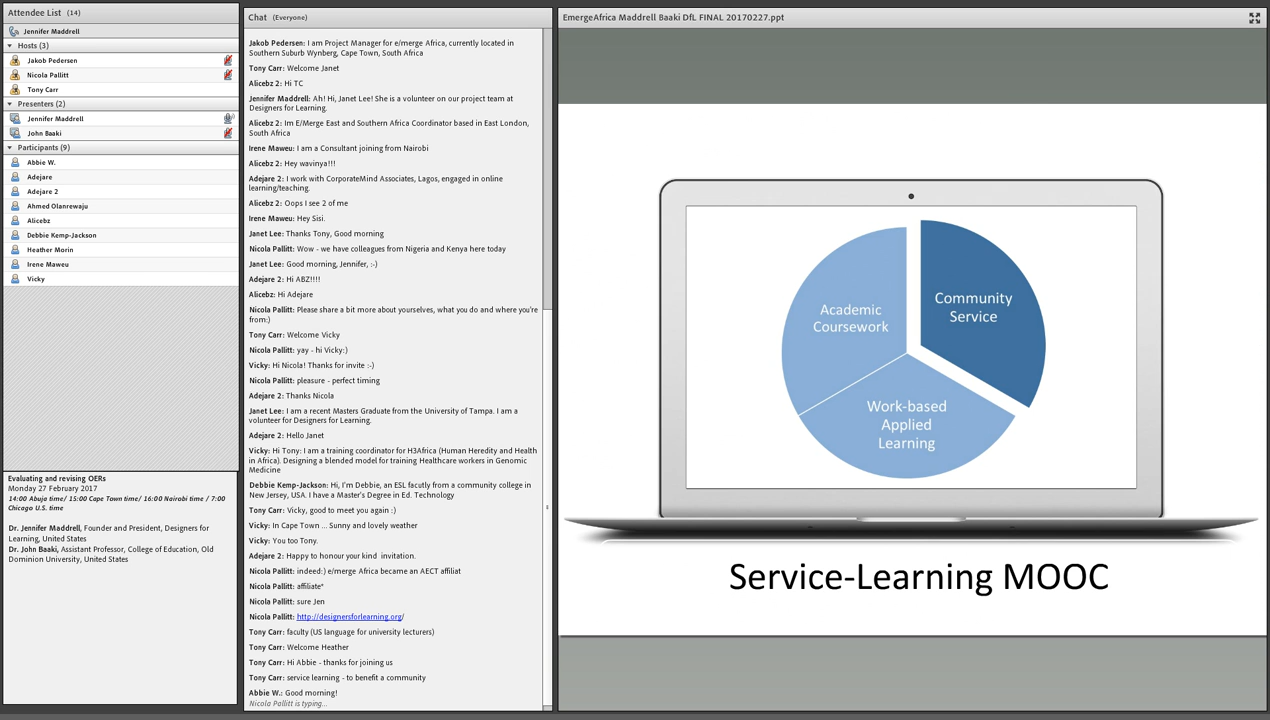 Attendee List (14)
Jennifer Maddrell
Hosts (3)
Jakob Pedersen
Nicola Pallitt
Tony Carr
Presenters (2)
Jennifer Maddrell
John Baaki
Participants (9)
Abbie W.
Adejare
Adejare 2
Ahmed Olanrewaju
Alicebz
Debbie Kemp-Jackson
Heather Morin
Irene Maweu
Vicky
Evaluating and revising OERs
Monday 27 February 2017
14:00 Abuja time/ 15:00 Cape Town time/ 16:00 Nairobi time / 7:00
Chicago U.S. time
Dr. Jennifer Maddrell, Founder and President, Designers for
Learning, United States
Dr. John Baaki, Assistant Professor, College of Education, Old
Dominion University, United States
Chat (Everyone)
Jakob Pedersen: I am Project Manager for e/merge Africa, currently located in
Southern Suburb Wynberg, Cape Town, South Africa
Tony Carr: Welcome Janet
Alicebz 2: Hi TC
Jennifer Maddrell: Ah! Hi, Janet Lee! She is a volunteer on our project team at
Designers for Learning.
Alicebz 2: Im E/Merge East and Southern Africa Coordinator based in East London,
South Africa
Irene Maweu: I am a Consultant joining from Nairobi
Alicebz 2: Hey wavinya!!!
Adejare 2: I work with CorporateMind Associates, Lagos, engaged in online
learning/teaching.
Alicebz 2: Oops I see 2 of me
Irene Maweu: Hey Sisi.
Janet Lee: Thanks Tony, Good morning
Nicola Pallitt: Wow - we have colleagues from Nigeria and Kenya here today
Janet Lee: Good morning, Jennifer, :-)
Adejare 2: Hi ABZ!!!!
Alicebz: Hi Adejare
Nicola Pallitt: Please share a bit more about yourselves, what you do and where you're
from:)
Tony Carr: Welcome Vicky
Nicola Pallitt: yay - hi Vicky:)
Vicky: Hi Nicola! Thanks for invite :-)
Nicola Pallitt: pleasure - perfect timing
Adejare 2: Thanks Nicola
Janet Lee: I am a recent Masters Graduate from the University of Tampa. I am a
volunteer for Designers for Learning.
Adejare 2: Hello Janet
Vicky: Hi Tony: I am a training coordinator for H3Africa (Human Heredity and Health
in Africa). Designing a blended model for training Healthcare workers in Genomic
Medicine
Debbie Kemp-Jackson: Hi, I'm Debbie, an ESL facutly from a community college in
New Jersey, USA. I have a Master's Degree in Ed. Technology
Tony Carr: Vicky, good to meet you again :)
Vicky: In Cape Town ... Sunny and lovely weather
Vicky: You too Tony.
Adejare 2: Happy to honour your kind invitation.
Nicola Pallitt: indeed:) e/merge Africa became an AECT affiliat
Nicola Pallitt: affiliate*
Nicola Pallitt: sure Jen
Nicola Pallitt: http://designersforlearning.org/
Tony Carr: faculty (US language for university lecturers)
Tony Carr: Welcome Heather
Tony Carr: Hi Abbie - thanks for joining us
Tony Carr: service learning - to benefit a community
Abbie W.: Good morning!
Nicola Pallitt is typing...
EmergeAfrica Maddrell Baaki DfL FINAL 20170227.ppt
Academic
Coursework
Community
Service
Work-based
Applied
Learning
Service-Learning MOOC